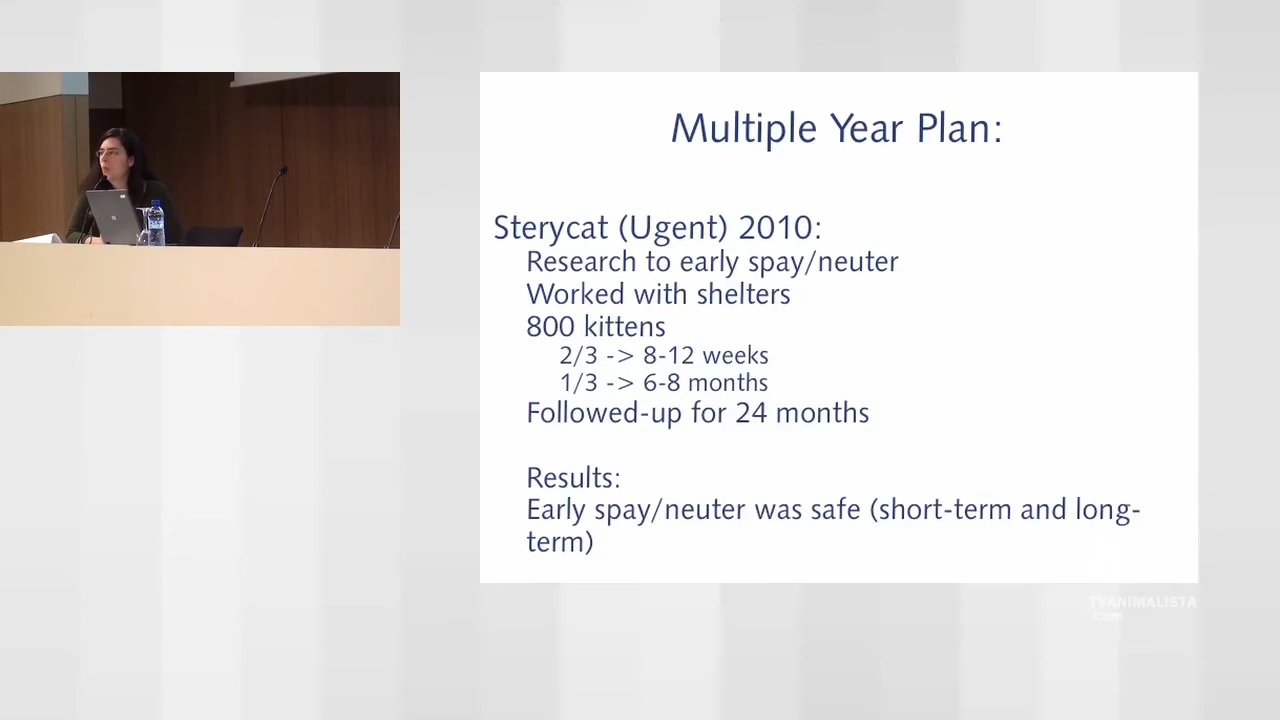 Multiple Year Plan:
Sterycat (Ugent) 2010:
Research to early spay/neuter
Worked with shelters
800 kittens
2/3 -> 8-12 weeks
1/3 -> 6-8 months
Followed-up for 24 months
Results:
Early spay/neuter was safe (short-term and long-
term)
TVANIMALISTA
.com